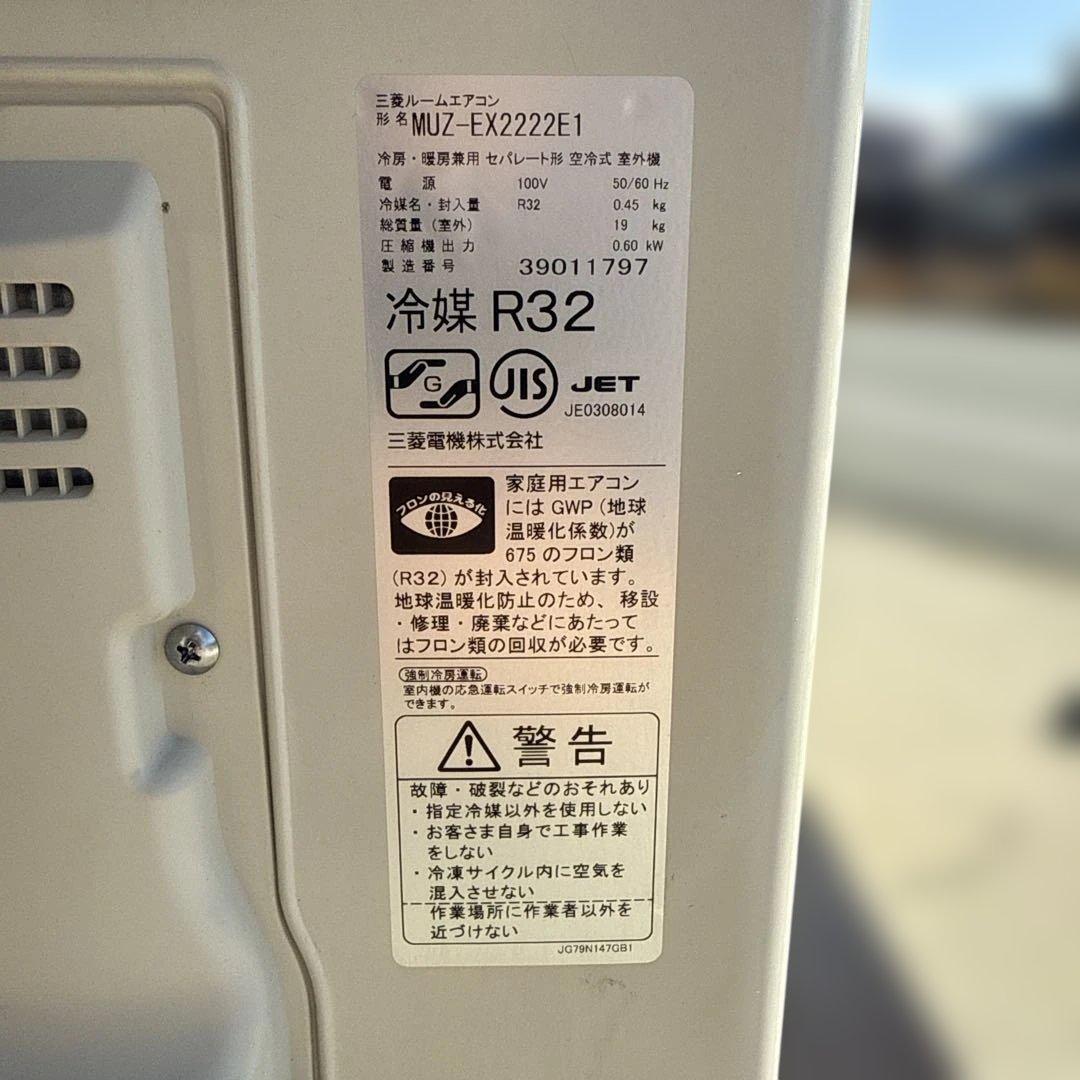 三菱ルームエアコン
形名 MUZ-EX2222E1
冷房・暖房兼用 セパレート形 空冷式 室外機
電源 100V 50/60 Hz
冷媒名・封入量 R32 0.45 kg
総質量(室外) 19 kg
圧縮機出力 0.60 kW
製造番号 39011797
冷媒 R32
G JIS JET
JE0308014
三菱電機株式会社
フロンの見える化
家庭用エアコン
には GWP (地球
温暖化係数)が
675 のフロン類
(R32) が封入されています。
地球温暖化防止のため、移設
・修理・廃棄などにあたって
はフロン類の回収が必要です。
強制冷房運転
室内機の応急運転スイッチで強制冷房運転が
できます。
警告
故障・破裂などのおそれあり
・指定冷媒以外を使用しない
・お客さま自身で工事作業
をしない
・冷凍サイクル内に空気を
混入させない
作業場所に作業者以外を
近づけない
JG79N147GB1